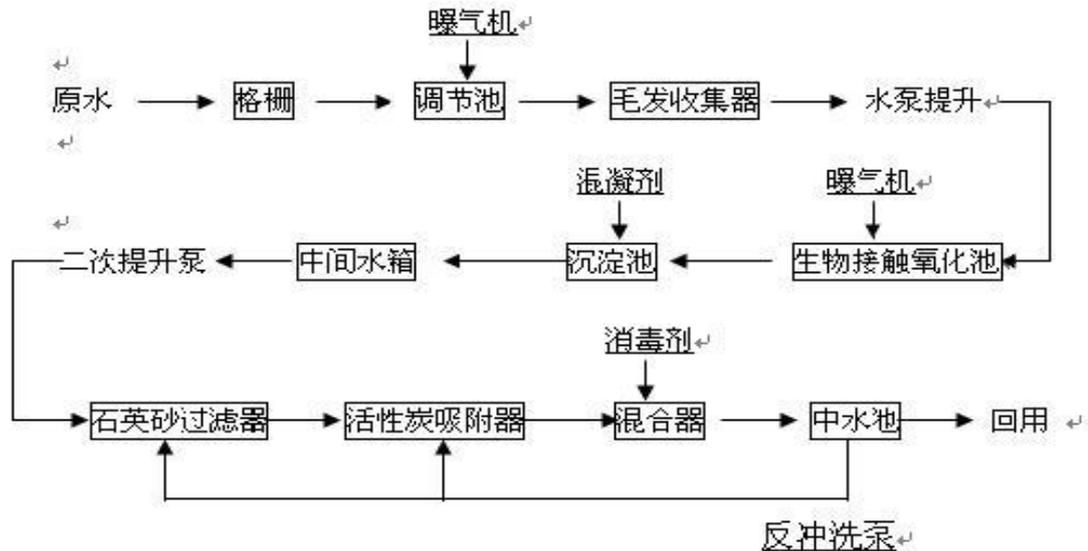 曝气机
原水 格栅 调节池 毛发收集器 水泵提升
混凝剂 曝气机
二次提升泵 中间水箱 沉淀池 生物接触氧化池
消毒剂
石英砂过滤器 活性炭吸附器 混合器 中水池 回用
反冲洗泵